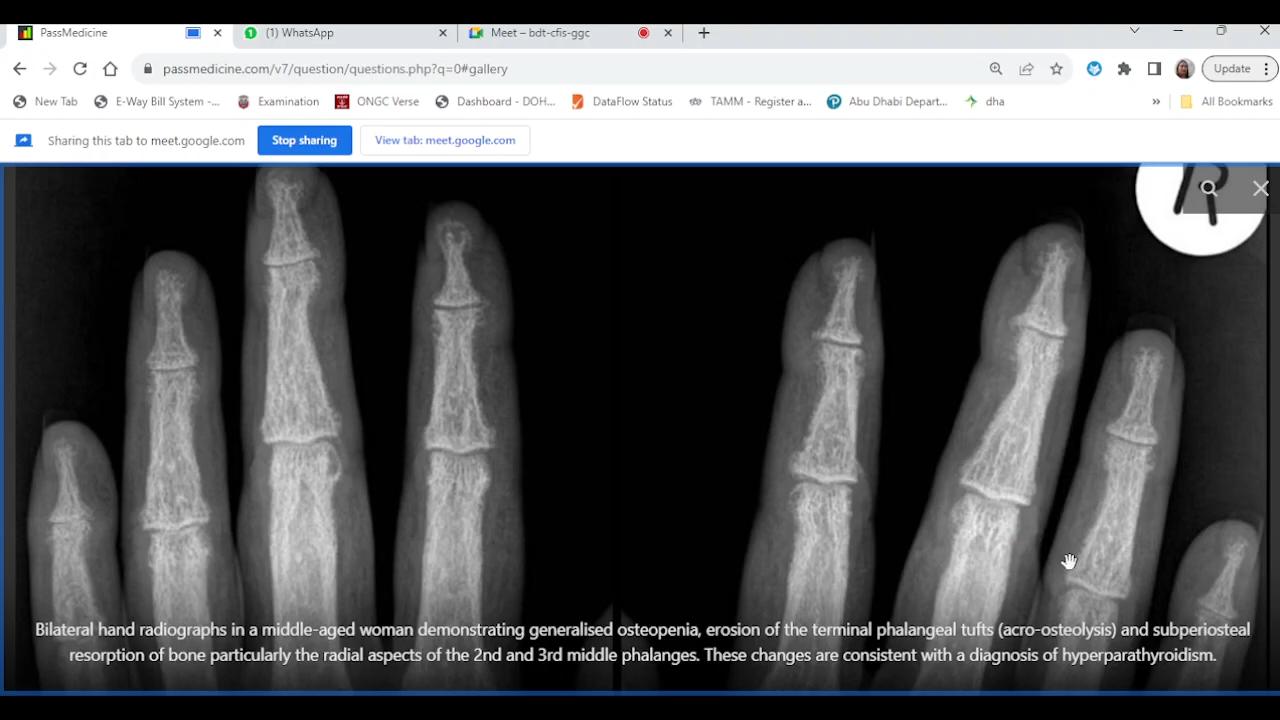 PassMedicine
(1) WhatsApp
Meet – bdt-cfis-ggc
passmedicine.com/v7/question/questions.php?q=0#gallery
Update
New Tab
E-Way Bill System -...
Examination
ONGC Verse
Dashboard - DOH...
DataFlow Status
TAMM - Register a...
Abu Dhabi Depart...
dha
»
All Bookmarks
Sharing this tab to meet.google.com
Stop sharing
View tab: meet.google.com
R
Bilateral hand radiographs in a middle-aged woman demonstrating generalised osteopenia, erosion of the terminal phalangeal tufts (acro-osteolysis) and subperiosteal
resorption of bone particularly the radial aspects of the 2nd and 3rd middle phalanges. These changes are consistent with a diagnosis of hyperparathyroidism.